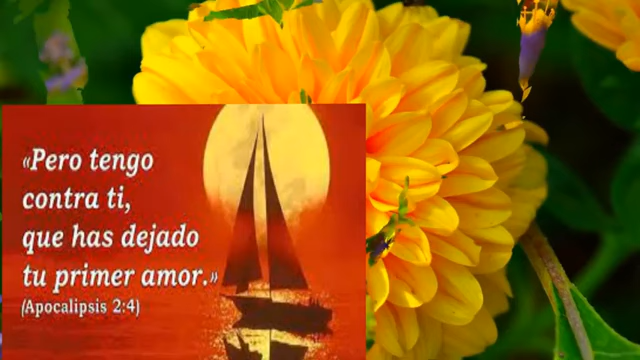 «Pero tengo
contra ti,
que has dejado
tu primer amor.»
(Apocalipsis 2:4)